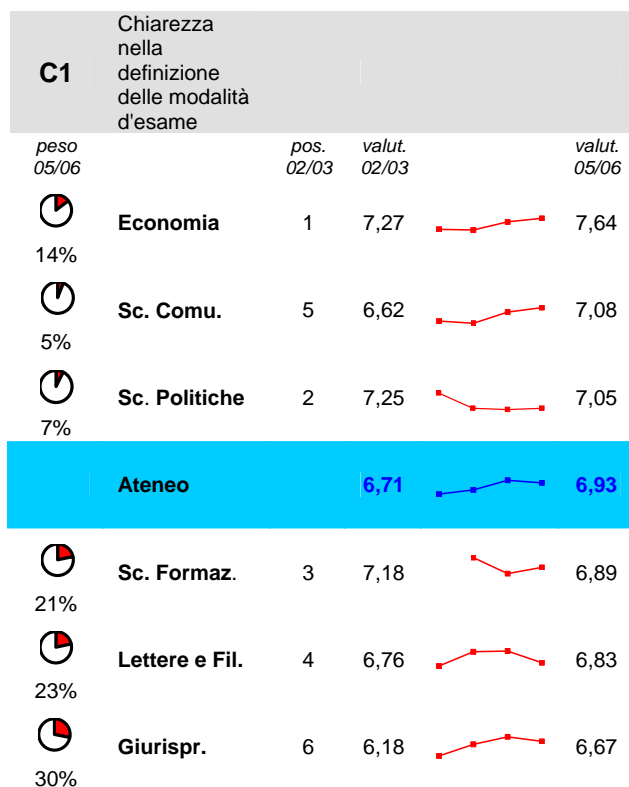 C1
Chiarezza
nella
definizione
delle modalità
d'esame
peso
05/06
pos.
02/03
valut.
02/03
valut.
05/06
Economia 1 7,27 7,64
14%
Sc. Comu. 5 6,62 7,08
5%
Sc. Politiche 2 7,25 7,05
7%
Ateneo 6,71 6,93
Sc. Formaz. 3 7,18 6,89
21%
Lettere e Fil. 4 6,76 6,83
23%
Giurispr. 6 6,18 6,67
30%